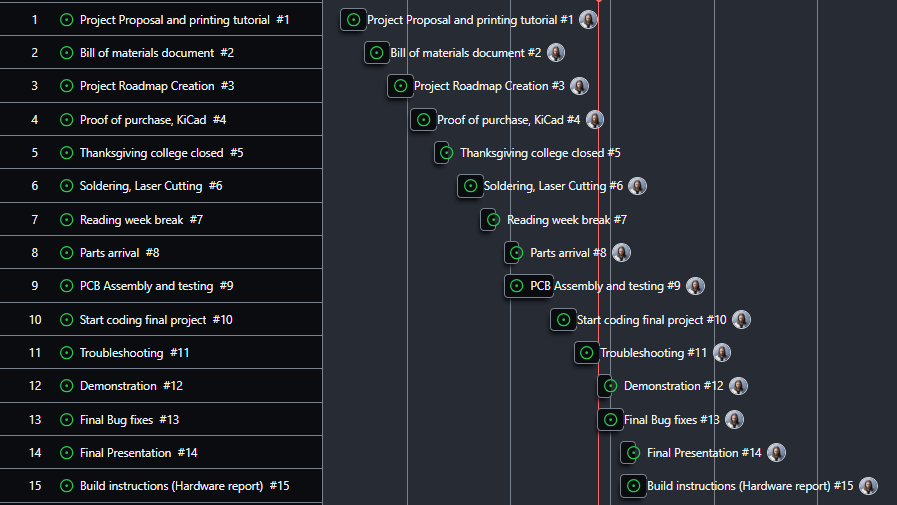 1 Project Proposal and printing tutorial #1 Project Proposal and printing tutorial #1
2 Bill of materials document #2 Bill of materials document #2
3 Project Roadmap Creation #3 Project Roadmap Creation #3
4 Proof of purchase, KiCad #4 Proof of purchase, KiCad #4
5 Thanksgiving college closed #5 Thanksgiving college closed #5
6 Soldering, Laser Cutting #6 Soldering, Laser Cutting #6
7 Reading week break #7 Reading week break #7
8 Parts arrival #8 Parts arrival #8
9 PCB Assembly and testing #9 PCB Assembly and testing #9
10 Start coding final project #10 Start coding final project #10
11 Troubleshooting #11 Troubleshooting #11
12 Demonstration #12 Demonstration #12
13 Final Bug fixes #13 Final Bug fixes #13
14 Final Presentation #14 Final Presentation #14
15 Build instructions (Hardware report) #15 Build instructions (Hardware report) #15